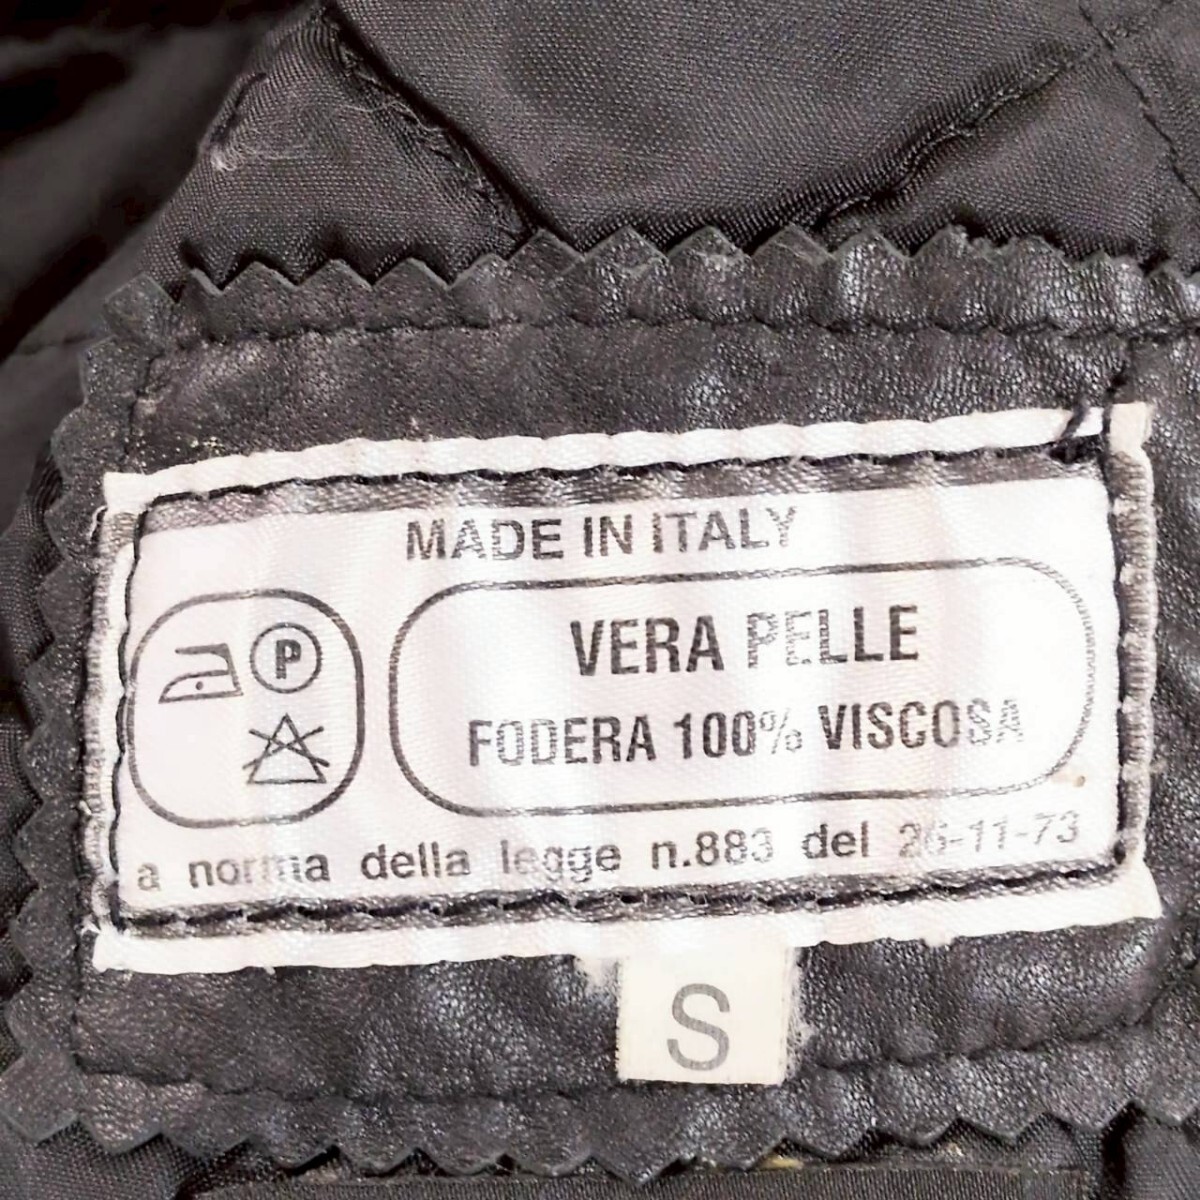 MADE IN ITALY
P
VERA PELLE
FODERA 100% VISCOSA
a norma della legge n.883 del 26-11-73
S